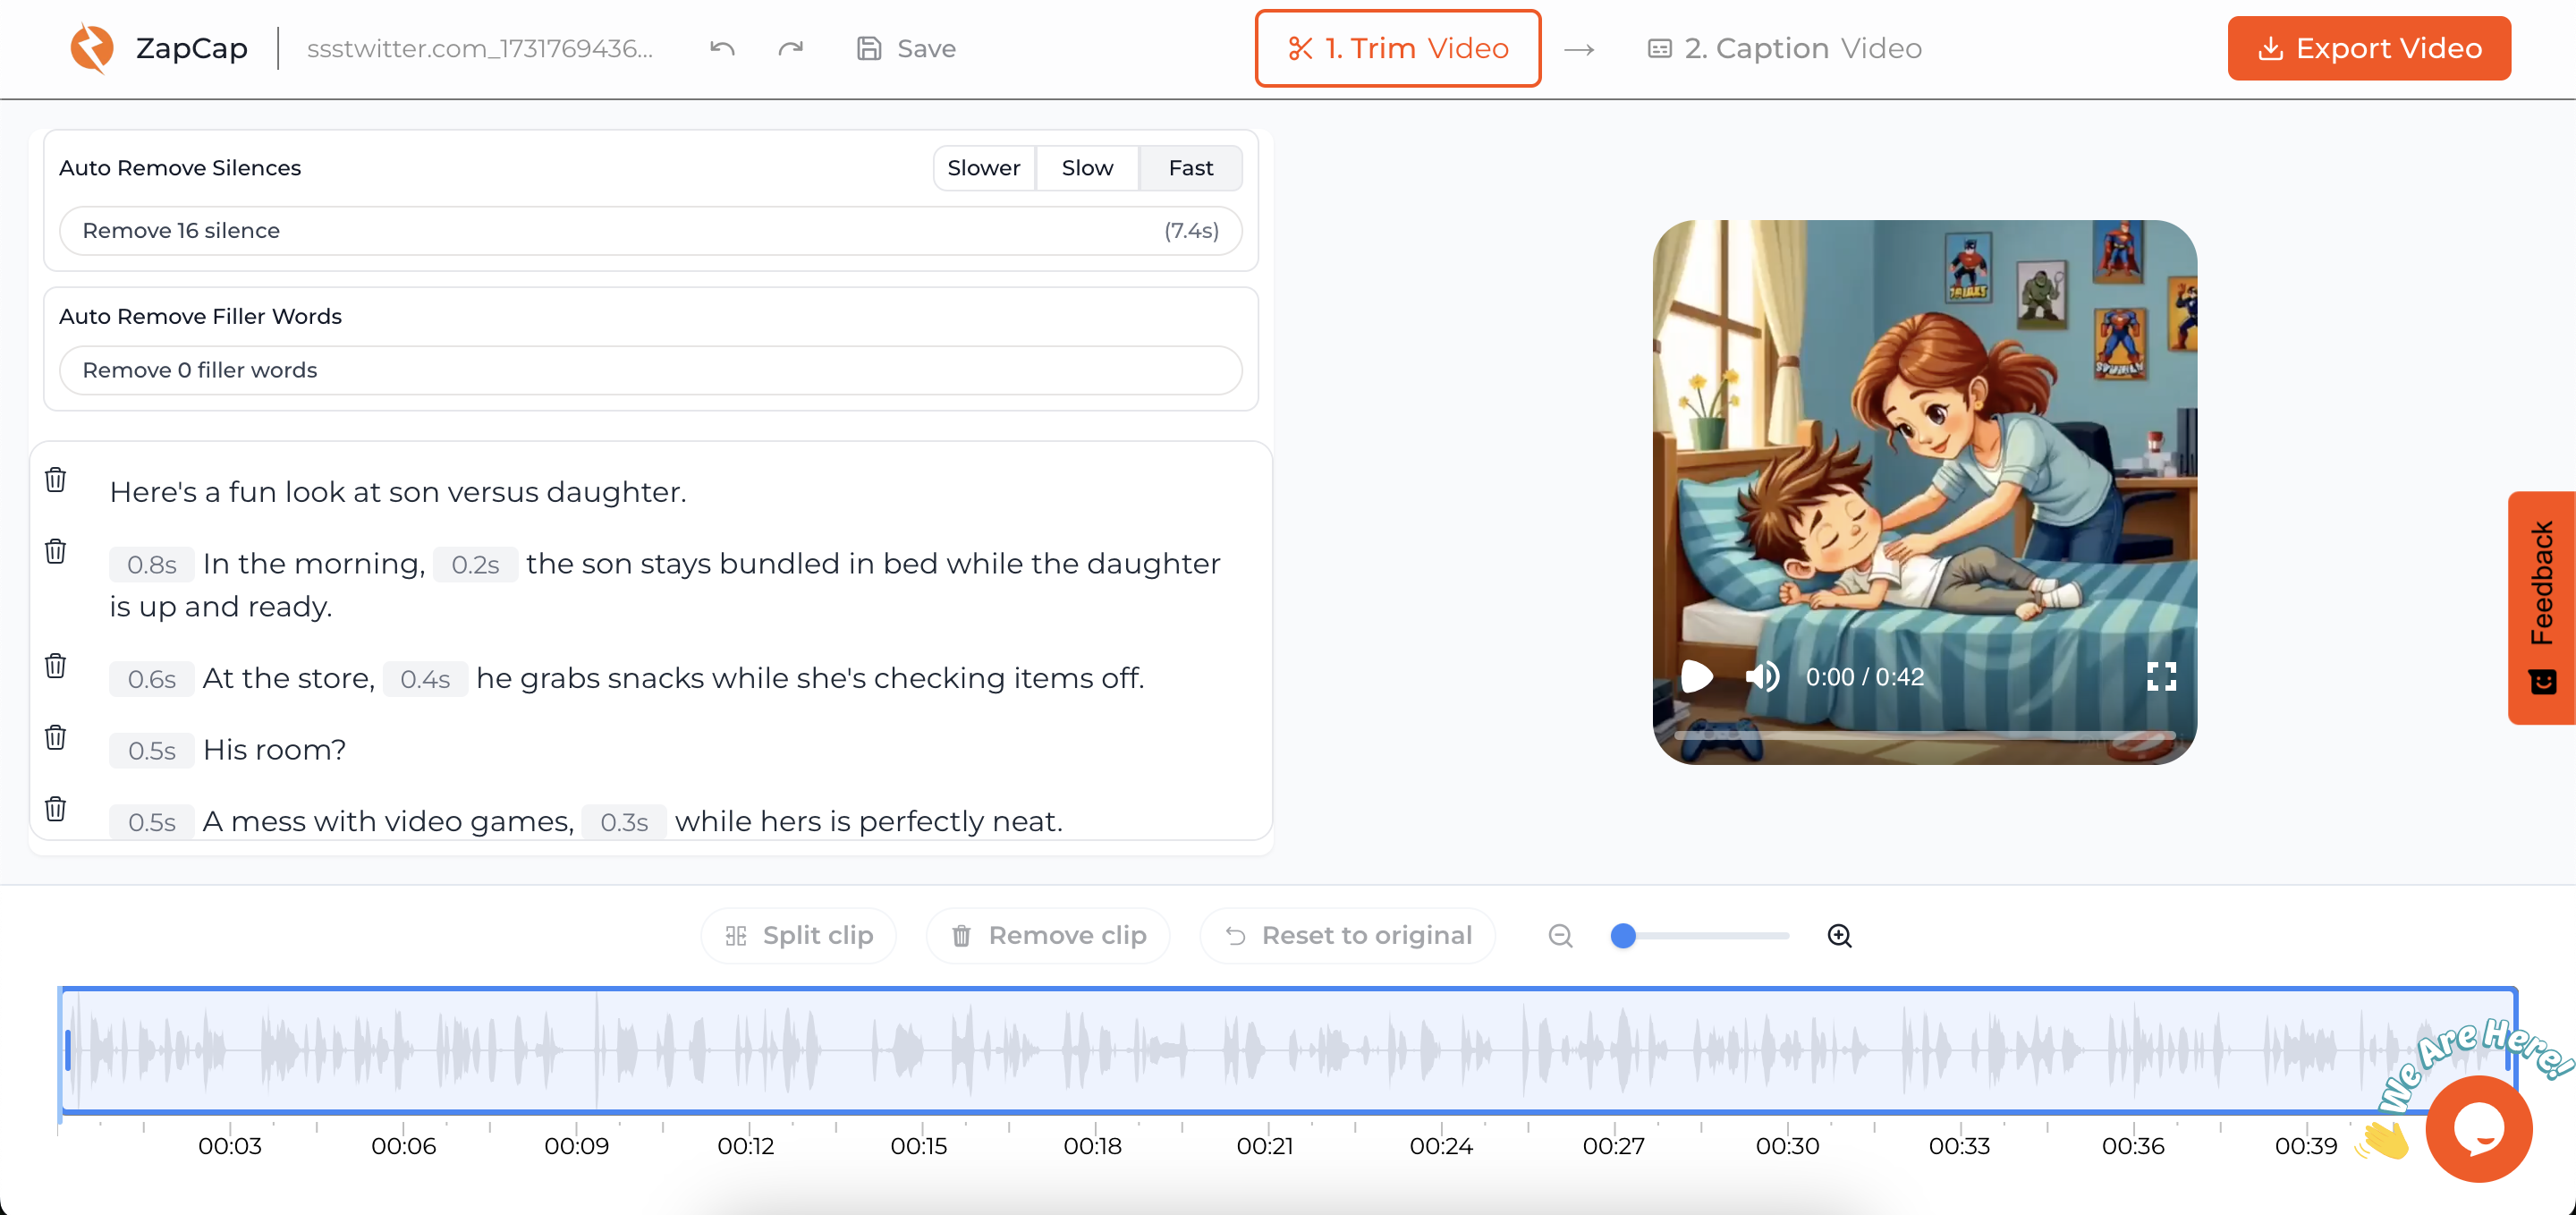 ZapCap
ssstwitter.com_1731769436...
Save
1. Trim Video
2. Caption Video
Export Video
Auto Remove Silences
Slower
Slow
Fast
Remove 16 silence
(7.4s)
Auto Remove Filler Words
Remove 0 filler words
Here's a fun look at son versus daughter.
0.8s In the morning, 0.2s the son stays bundled in bed while the daughter
is up and ready.
0.6s At the store, 0.4s he grabs snacks while she's checking items off.
0.5s His room?
0.5s A mess with video games, 0.3s while hers is perfectly neat.
0:00 / 0:42
Feedback
Split clip
Remove clip
Reset to original
We Are Here!
00:03
00:06
00:09
00:12
00:15
00:18
00:21
00:24
00:27
00:30
00:33
00:36
00:39